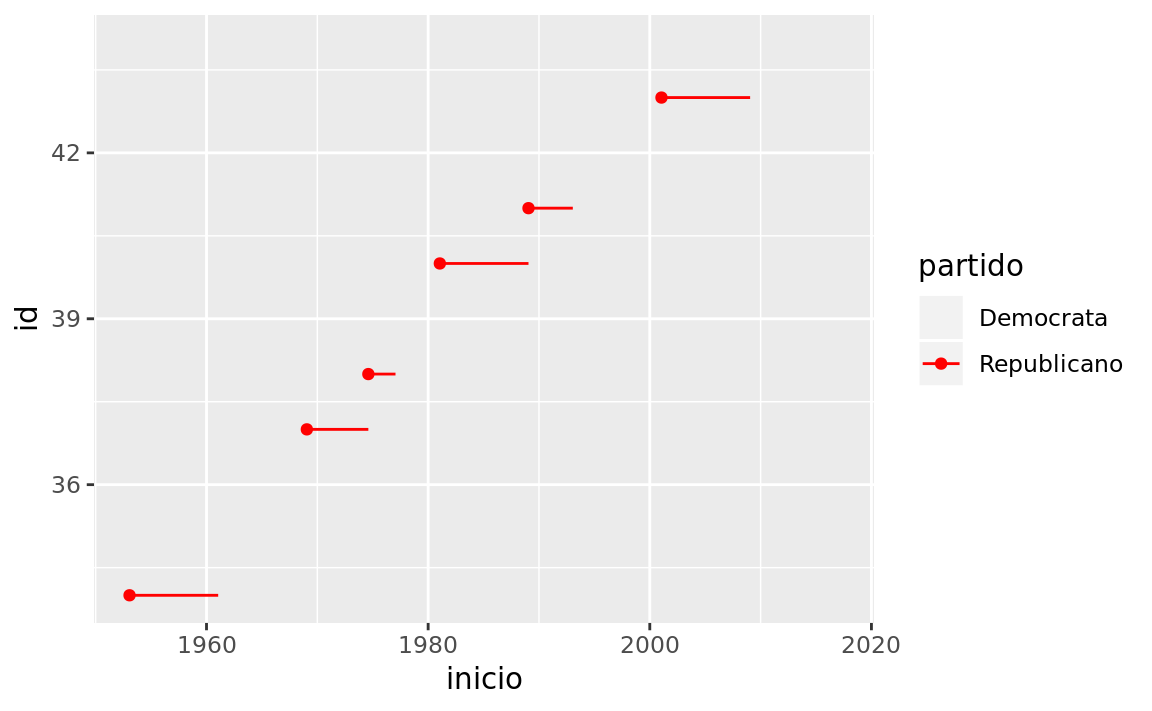 42
39
36
id
1960 1980 2000 2020
inicio
partido
Democrata
Republicano